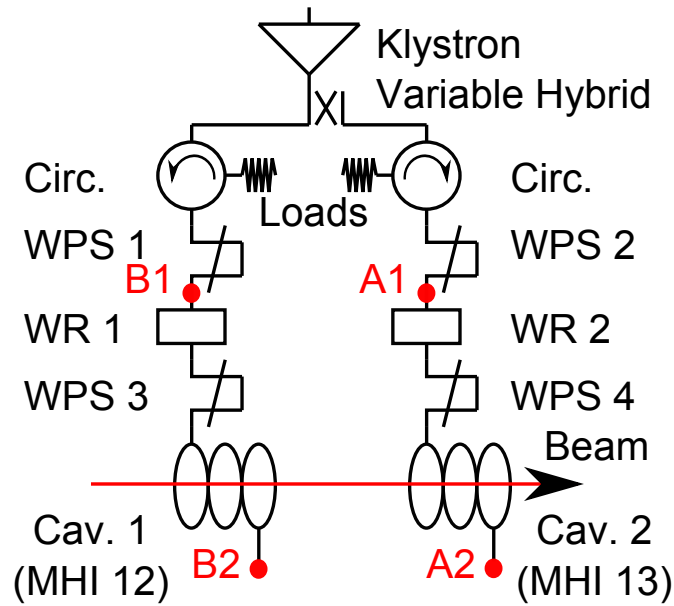 Klystron
Variable Hybrid
Circ.
Circ.
Loads
WPS 1
WPS 2
B1
A1
WR 1
WR 2
WPS 3
WPS 4
Beam
Cav. 1
(MHI 12)
B2
A2
Cav. 2
(MHI 13)